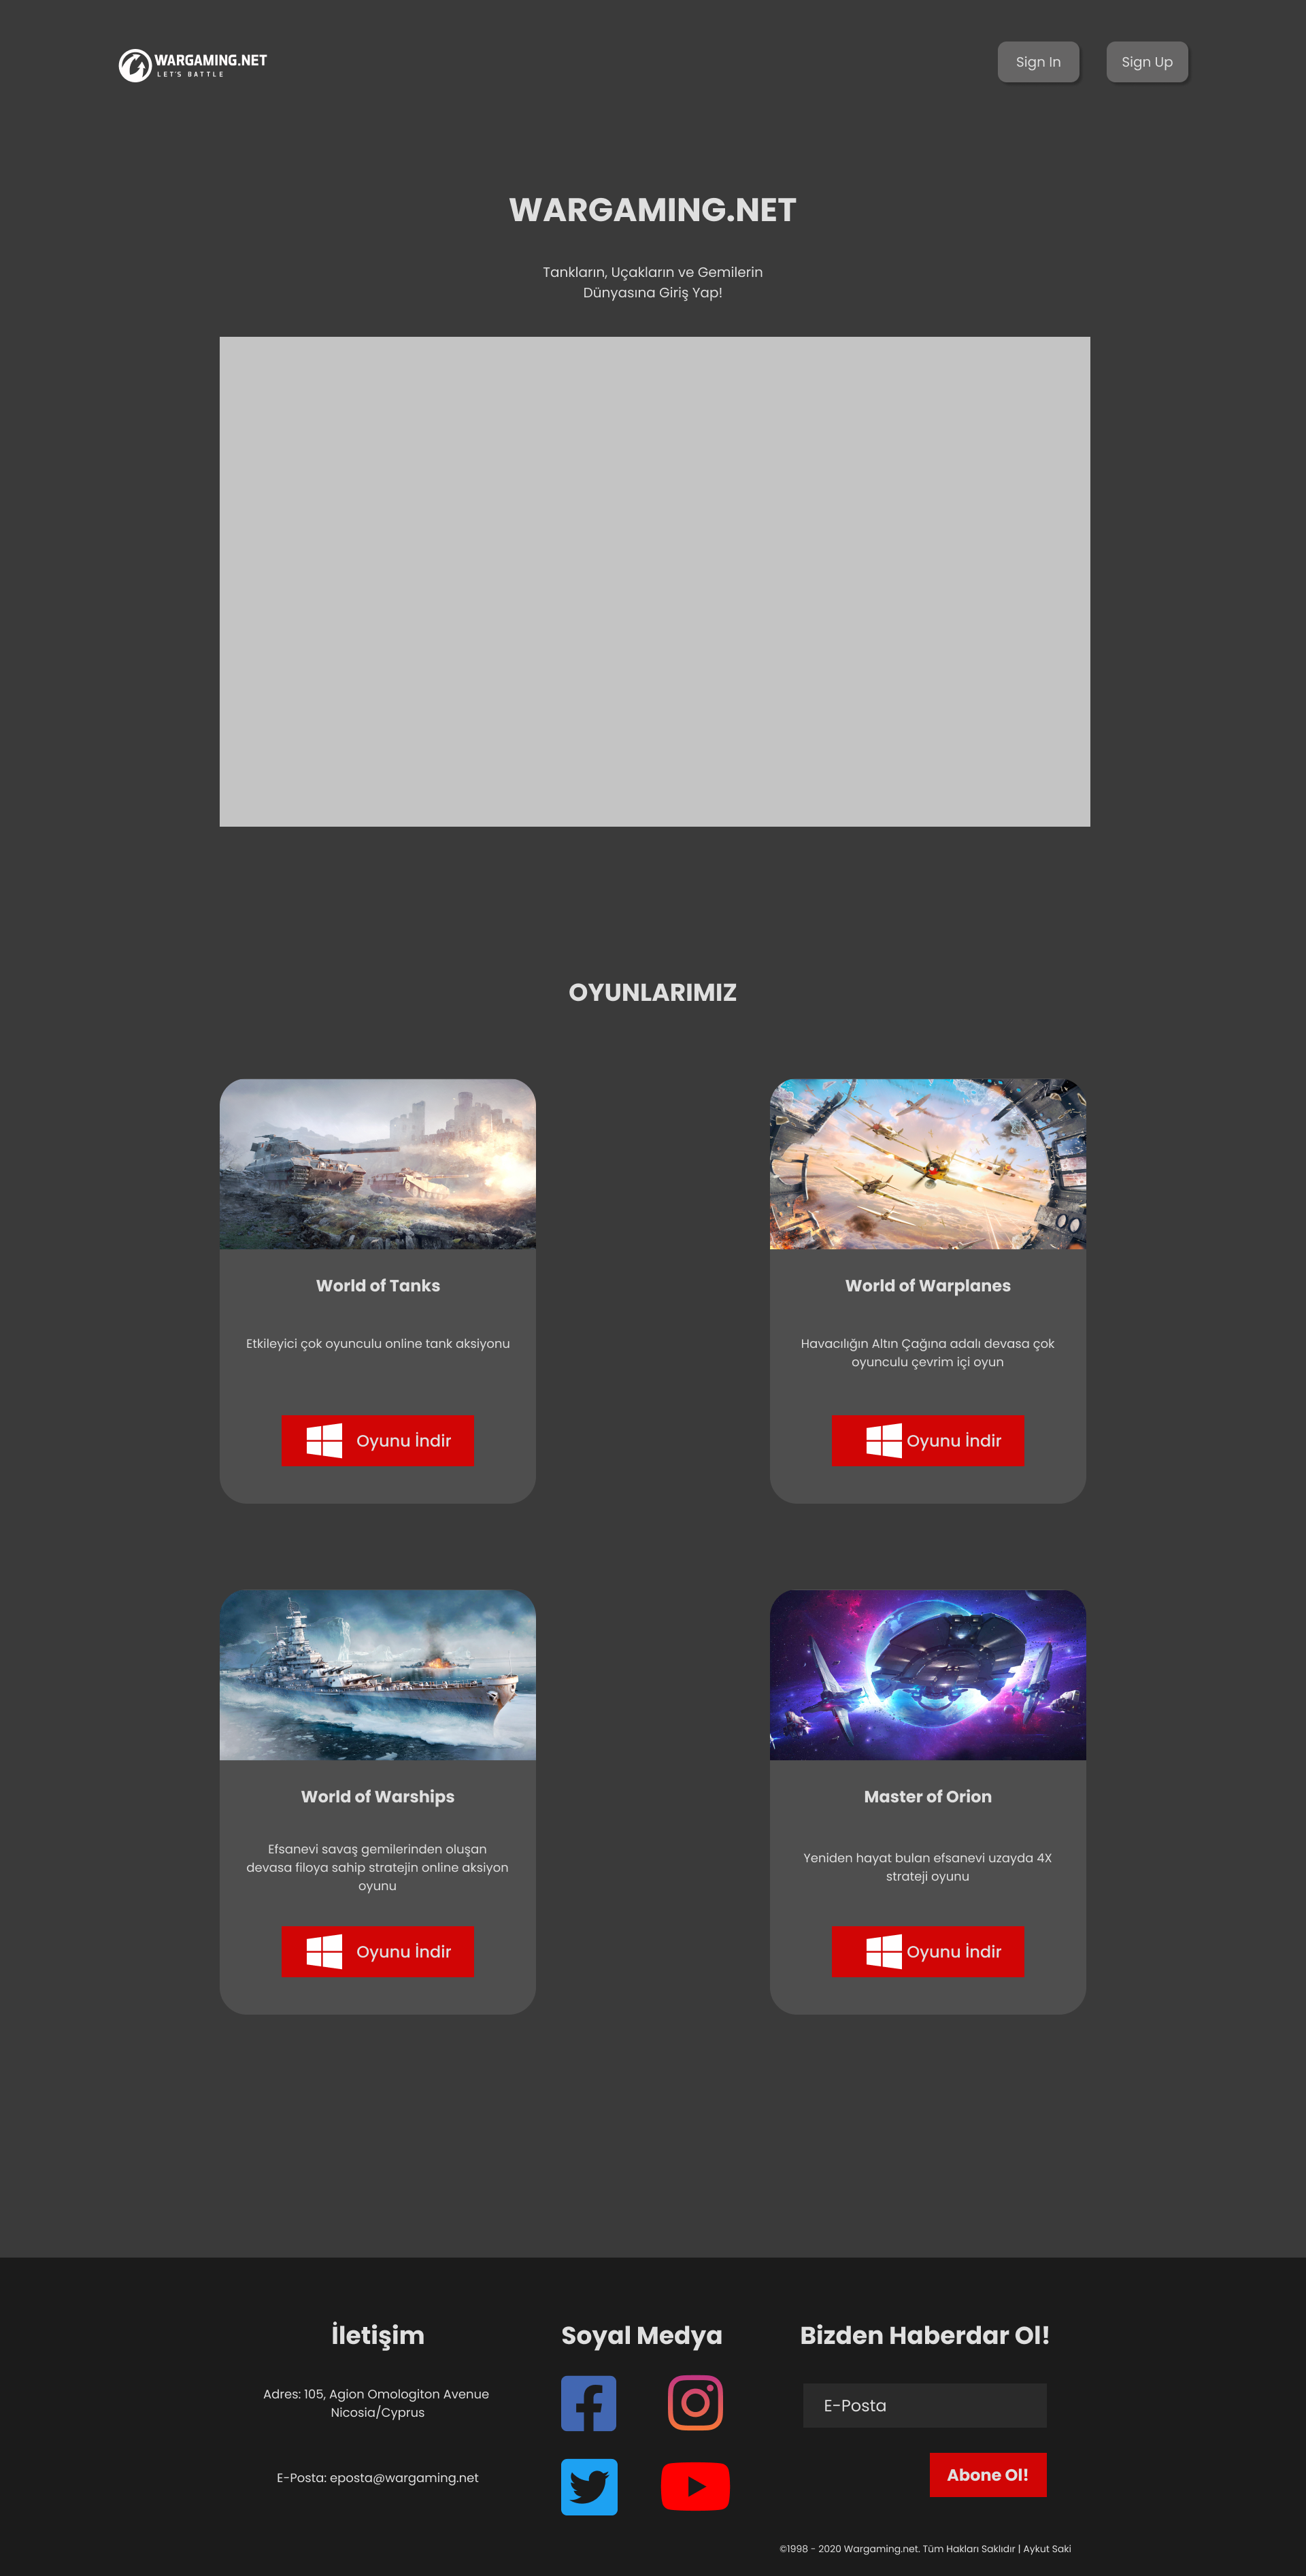 WARGAMING.NET
LET'S BATTLE
Sign In
Sign Up
WARGAMING.NET
Tankların, Uçakların ve Gemilerin
Dünyasına Giriş Yap!
OYUNLARIMIZ
World of Tanks
Etkileyici çok oyunculu online tank aksiyonu
Oyunu İndir
World of Warplanes
Havacılığın Altın Çağına adalı devasa çok
oyunculu çevrim içi oyun
Oyunu İndir
World of Warships
Efsanevi savaş gemilerinden oluşan
devasa filoya sahip stratejin online aksiyon
oyunu
Oyunu İndir
Master of Orion
Yeniden hayat bulan efsanevi uzayda 4X
strateji oyunu
Oyunu İndir
İletişim
Adres: 105, Agion Omologiton Avenue
Nicosia/Cyprus
E-Posta: eposta@wargaming.net
Soyal Medya
Bizden Haberdar Ol!
E-Posta
Abone Ol!
©1998 - 2020 Wargaming.net. Tüm Hakları Saklıdır | Aykut Saki